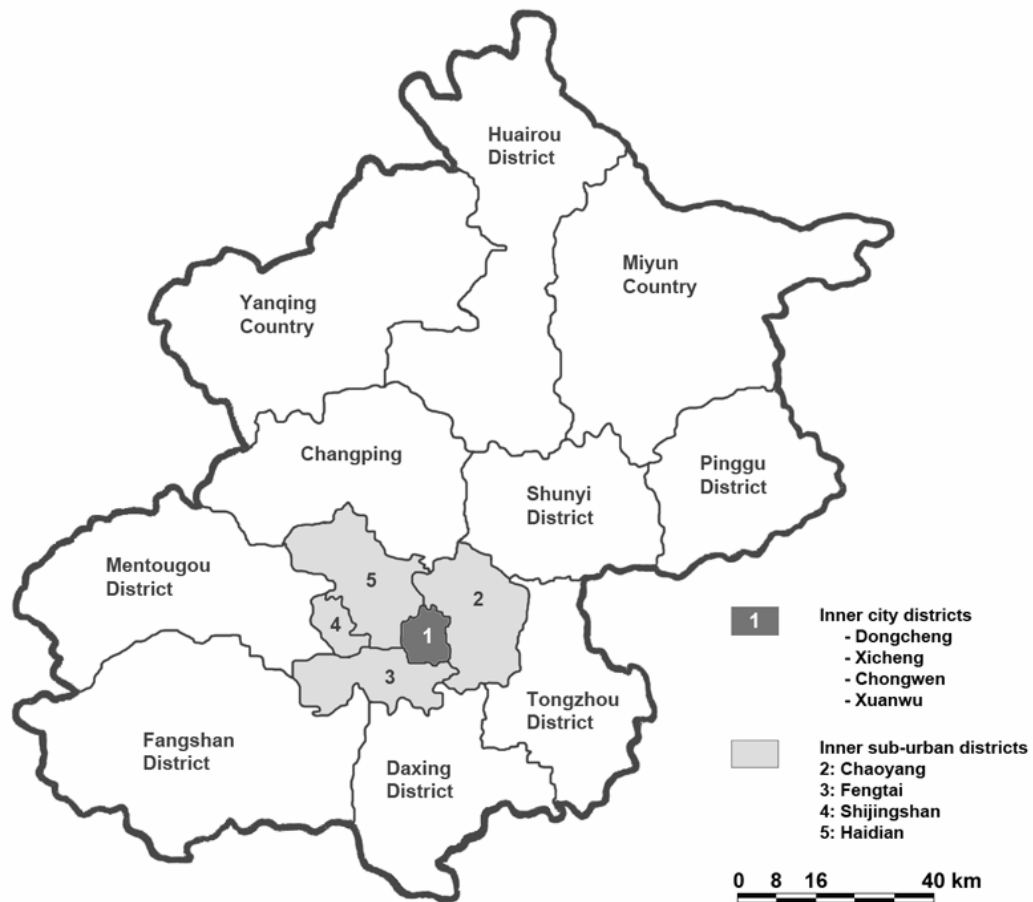 Huairou
District
Miyun
Country
Yanqing
Country
Changping
Pinggu
District
Shunyi
District
Mentougou
District
5
2
4
1
3
Tongzhou
District
Fangshan
District
Daxing
District
1 Inner city districts
- Dongcheng
- Xicheng
- Chongwen
- Xuanwu
Inner sub-urban districts
2: Chaoyang
3: Fengtai
4: Shijingshan
5: Haidian
0 8 16 40 km